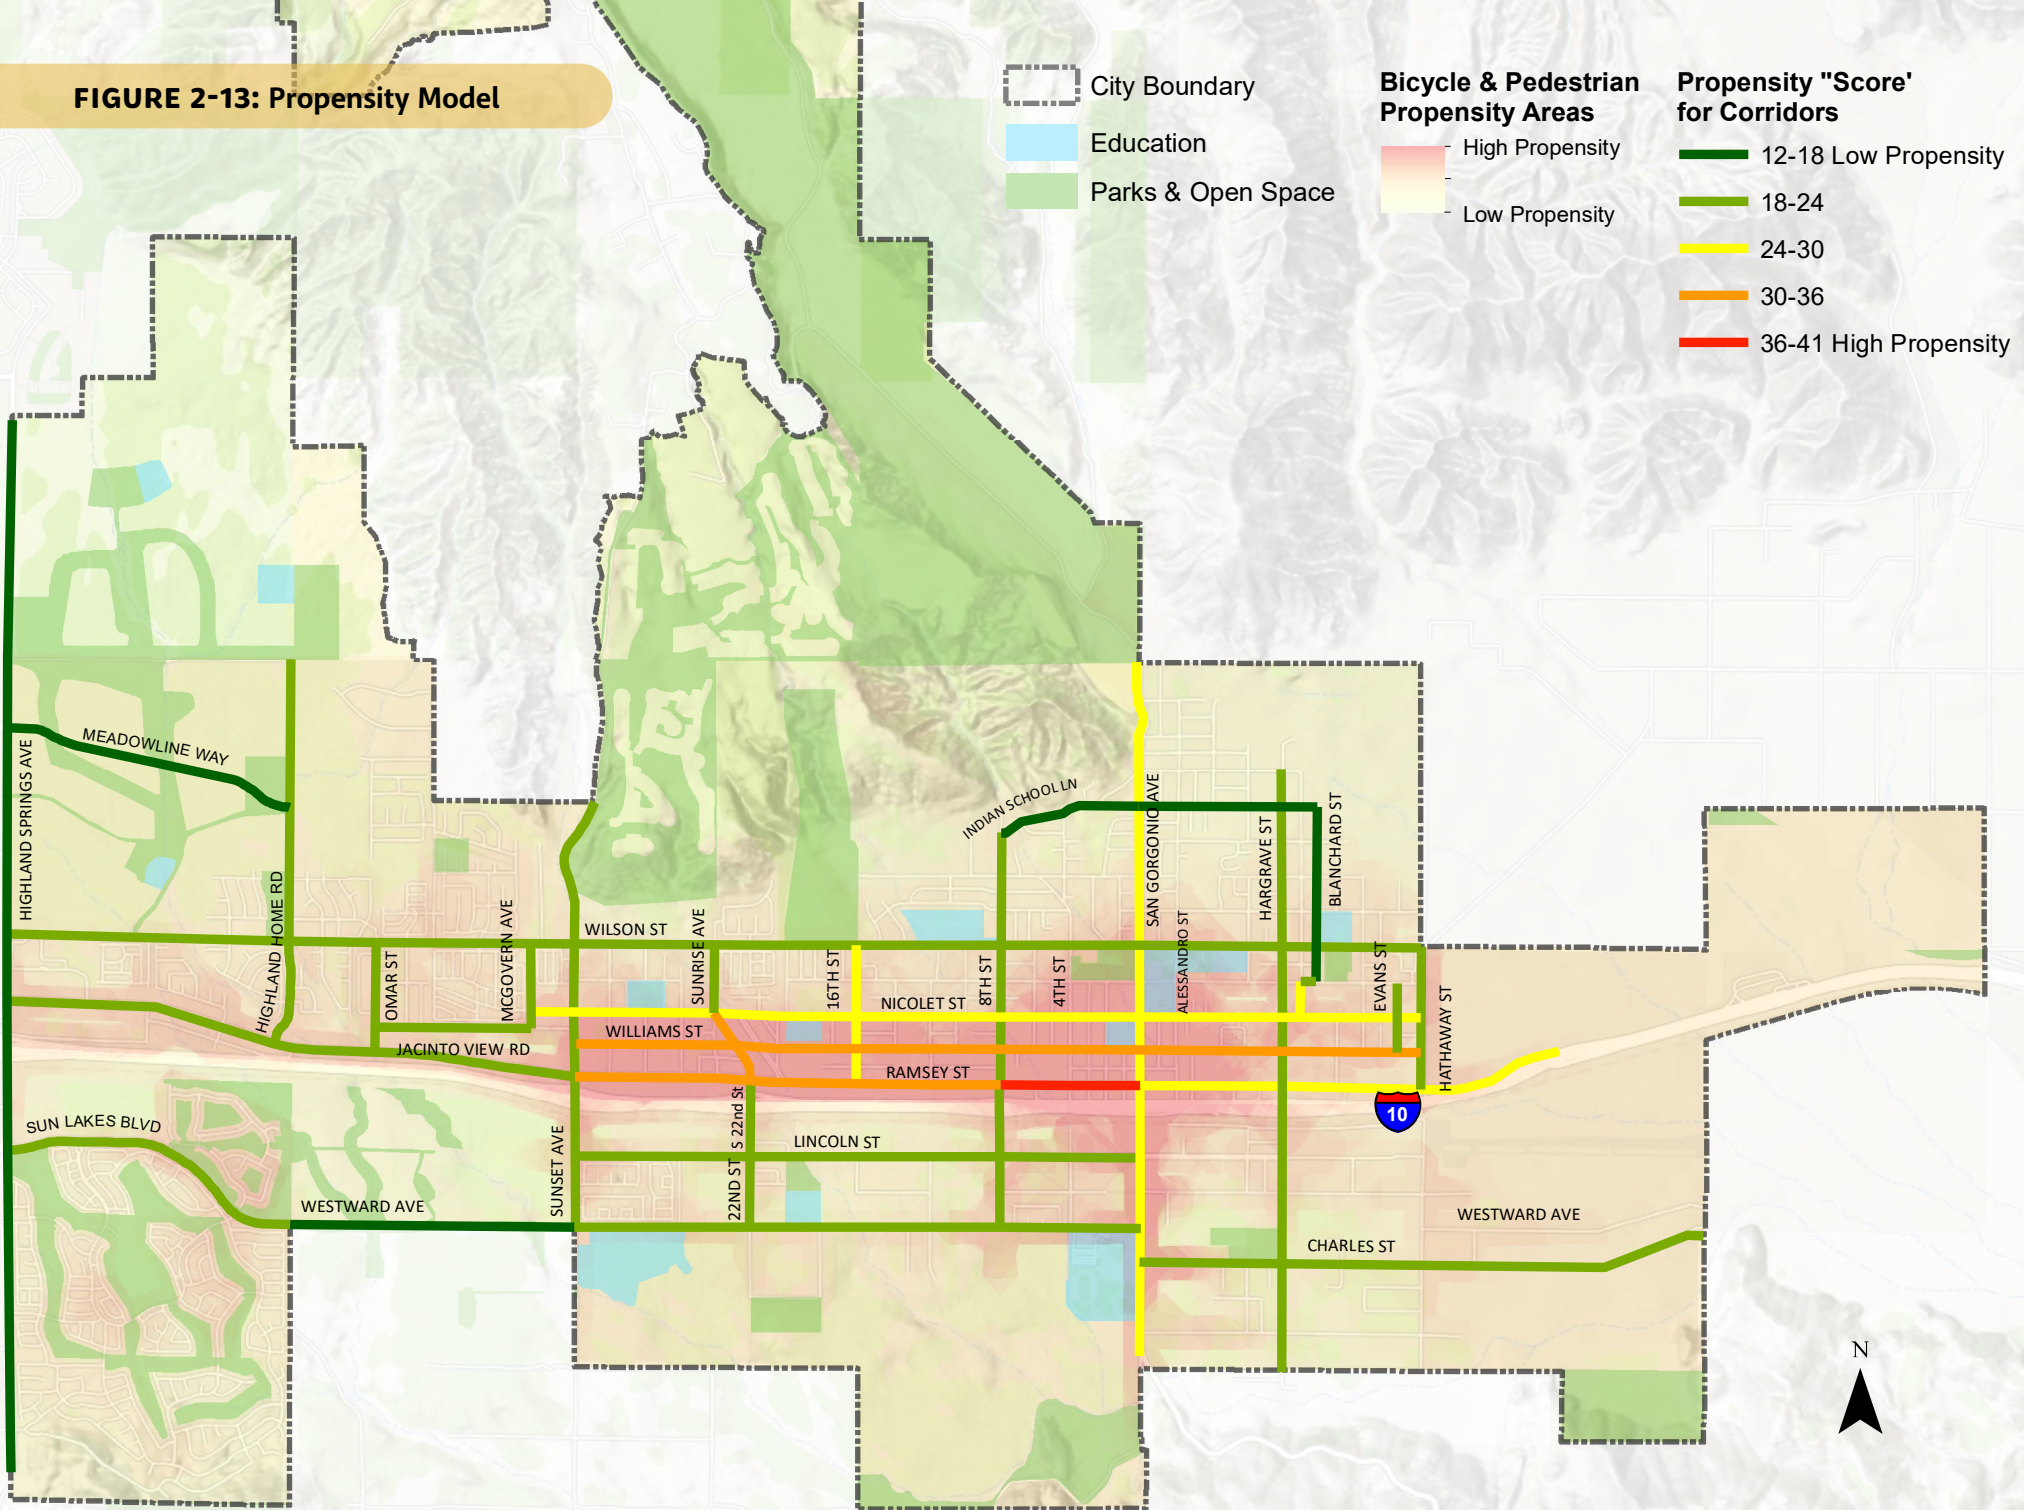 FIGURE 2-13: Propensity Model
City Boundary
Education
Parks & Open Space
Bicycle & Pedestrian
Propensity Areas
High Propensity
Low Propensity
Propensity "Score'
for Corridors
12-18 Low Propensity
18-24
24-30
30-36
36-41 High Propensity
MEADOWLINE WAY
HIGHLAND SPRINGS AVE
INDIAN SCHOOL LN
SAN GORGONIO AVE
HARGRAVE ST
BLANCHARD ST
HIGHLAND HOME RD
MCGOVERN AVE
WILSON ST
SUNRISE AVE
OMAR ST
16TH ST
8TH ST
4TH ST
ALESSANDRO ST
EVANS ST
HATHAWAY ST
NICOLET ST
WILLIAMS ST
JACINTO VIEW RD
RAMSEY ST
10
SUN LAKES BLVD
SUNSET AVE
S 22nd St
22ND ST
LINCOLN ST
WESTWARD AVE
WESTWARD AVE
CHARLES ST
N